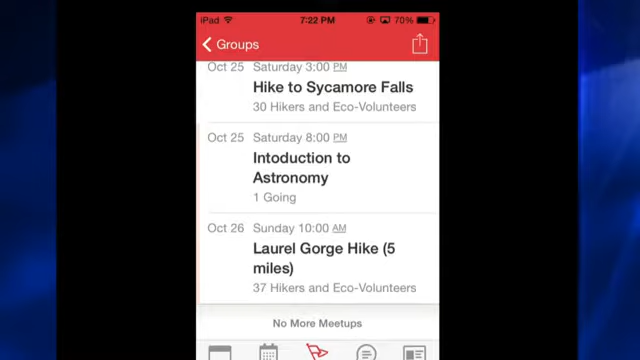 iPad 7:22 PM 70%
Groups
Oct 25 Saturday 3:00 PM
Hike to Sycamore Falls
30 Hikers and Eco-Volunteers
Oct 25 Saturday 8:00 PM
Intoduction to
Astronomy
1 Going
Oct 26 Sunday 10:00 AM
Laurel Gorge Hike (5
miles)
37 Hikers and Eco-Volunteers
No More Meetups